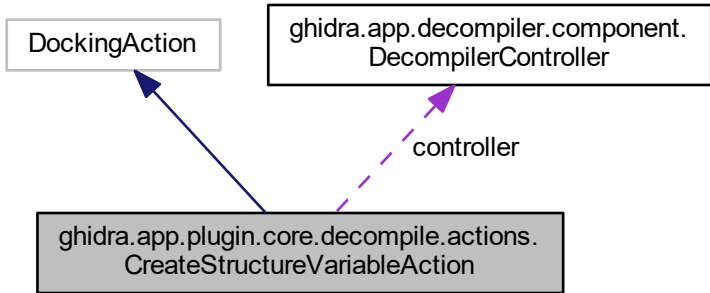 DockingAction
ghidra.app.decompiler.component.
DecompilerController
controller
ghidra.app.plugin.core.decompile.actions.
CreateStructureVariableAction